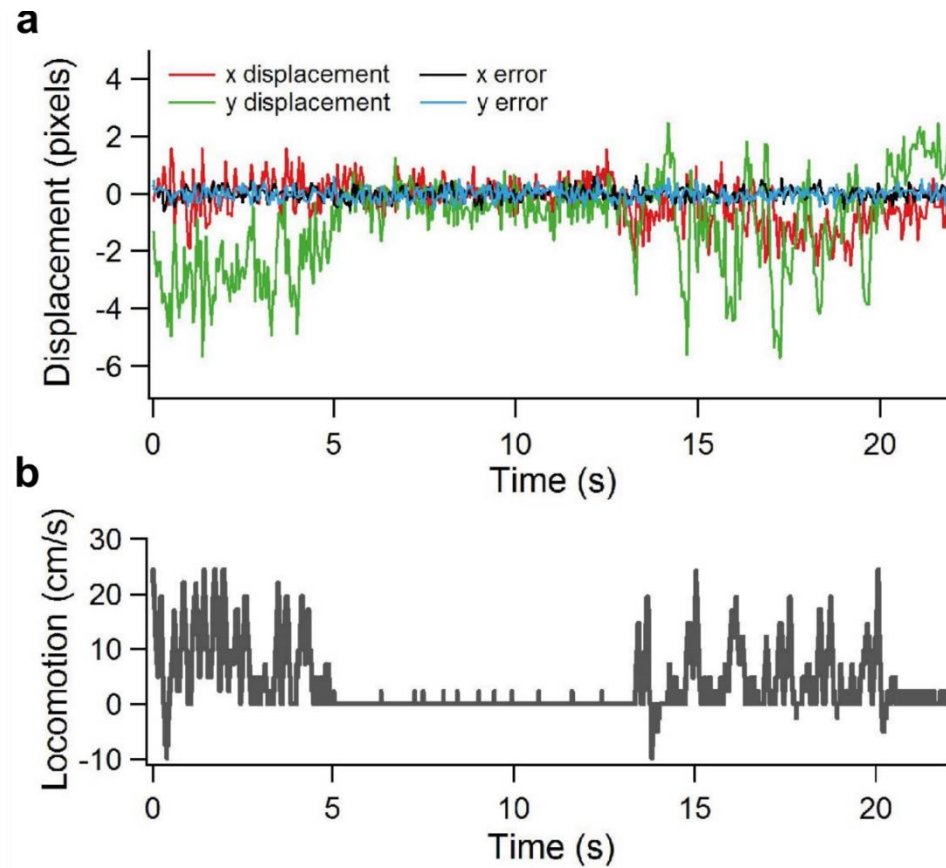 a
Displacement (pixels)
x displacement
x error
y displacement
y error
4
2
0
-2
-4
-6
0 5 10 15 20
Time (s)
b
Locomotion (cm/s)
30
20
10
0
-10
0 5 10 15 20
Time (s)